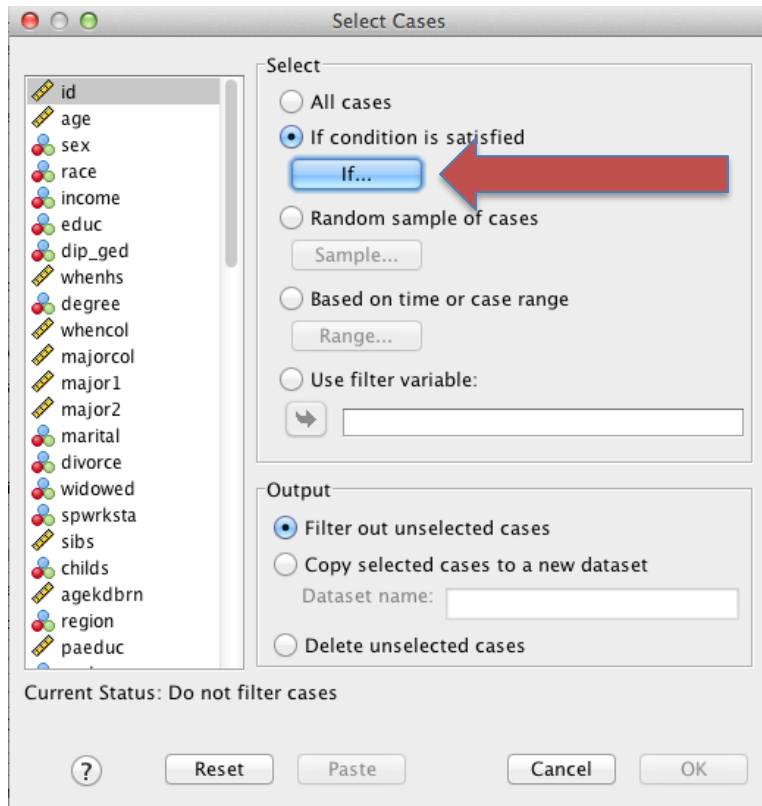 Select Cases
id
age
sex
race
income
educ
dip_ged
whenhs
degree
whencol
majorcol
major1
major2
marital
divorce
widowed
spwrksta
sibs
childs
agekdbrn
region
paeduc
Select
All cases
If condition is satisfied
If...
Random sample of cases
Sample...
Based on time or case range
Range...
Use filter variable:
Output
Filter out unselected cases
Copy selected cases to a new dataset
Dataset name:
Delete unselected cases
Current Status: Do not filter cases
? Reset Paste Cancel OK